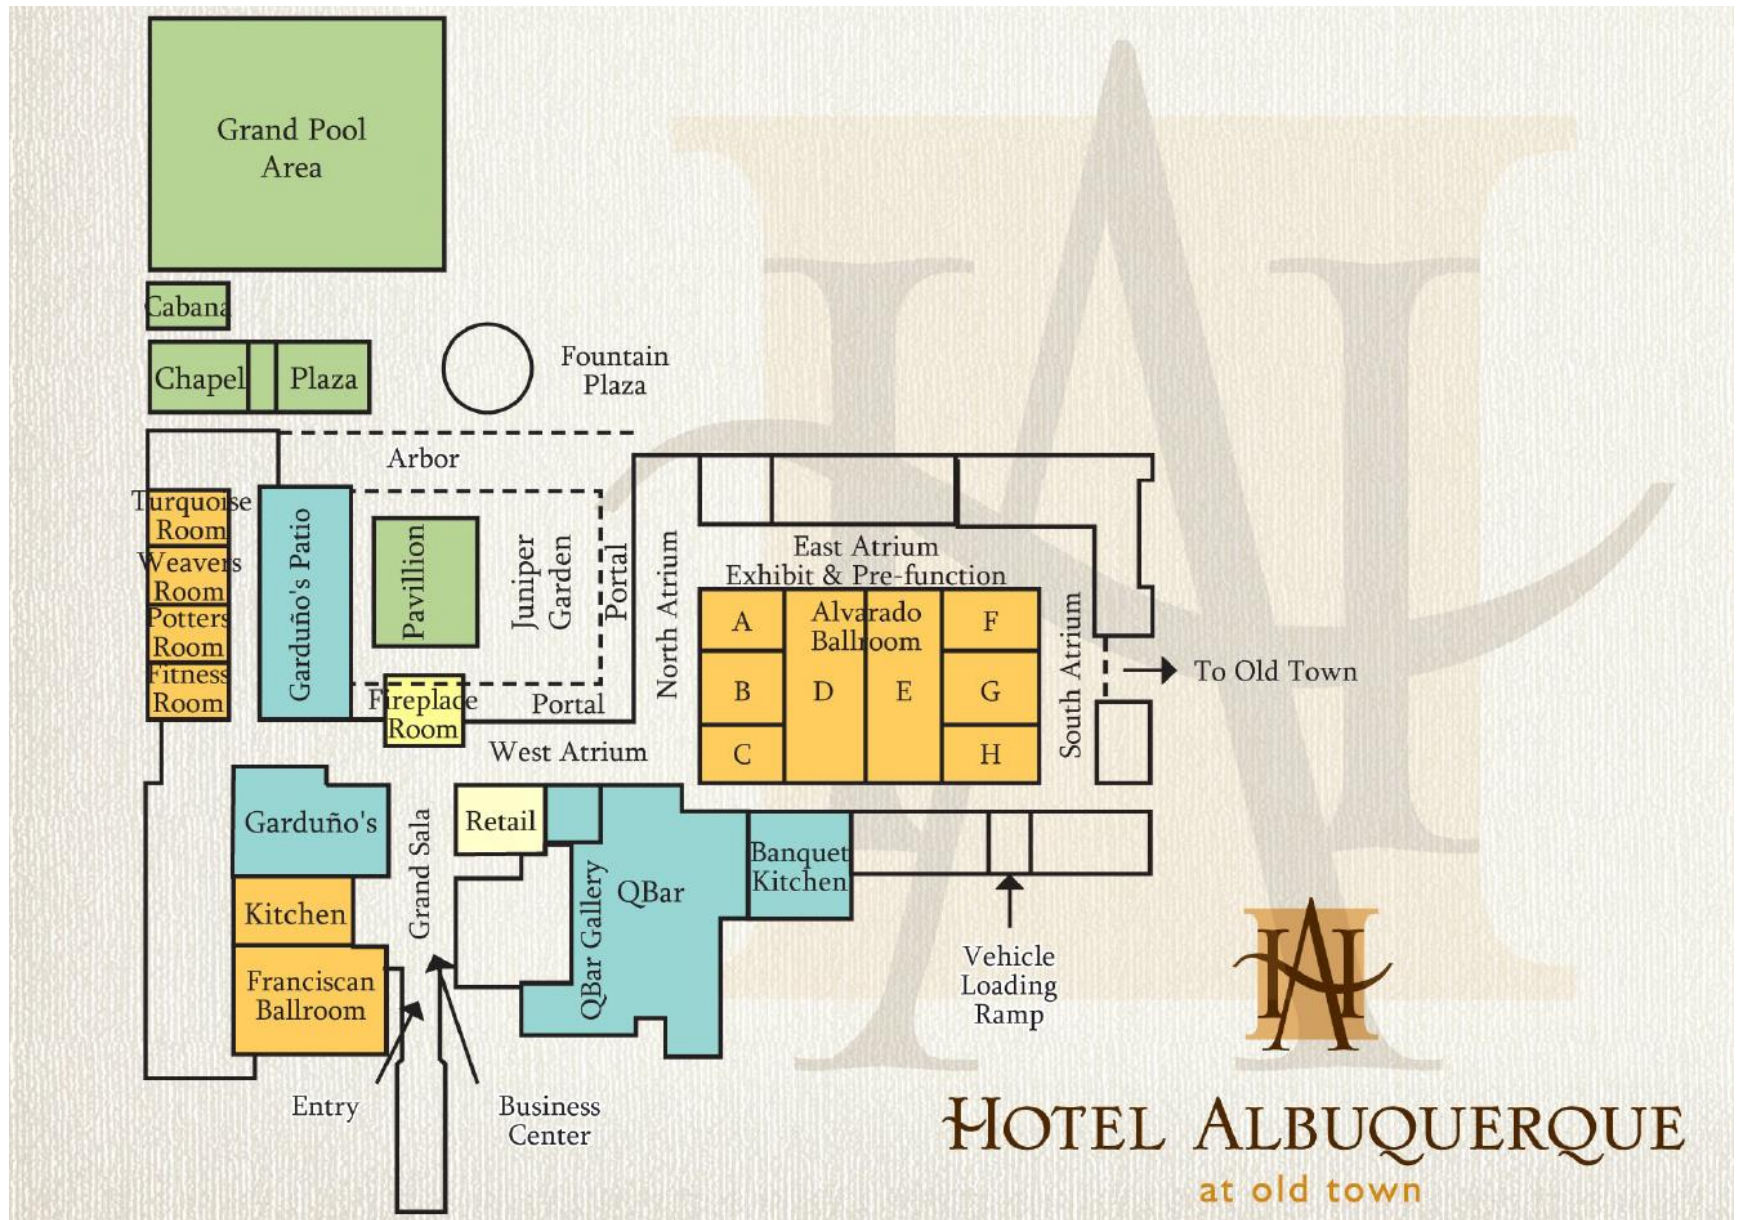 Grand Pool
Area
Cabana
Chapel
Plaza
Fountain
Plaza
Arbor
Turquoise
Room
Weavers
Room
Potters
Room
Fitness
Room
Garduño's Patio
Pavillion
Juniper
Garden
Portal
North Atrium
East Atrium
Exhibit & Pre-function
A
B
C
Alvarado
Ballroom
D
E
F
G
H
South Atrium
To Old Town
Fireplace
Room
Portal
West Atrium
Garduño's
Grand Sala
Retail
QBar Gallery
QBar
Banquet
Kitchen
Kitchen
Franciscan
Ballroom
Vehicle
Loading
Ramp
Entry
Business
Center
HOTEL ALBUQUERQUE
at old town